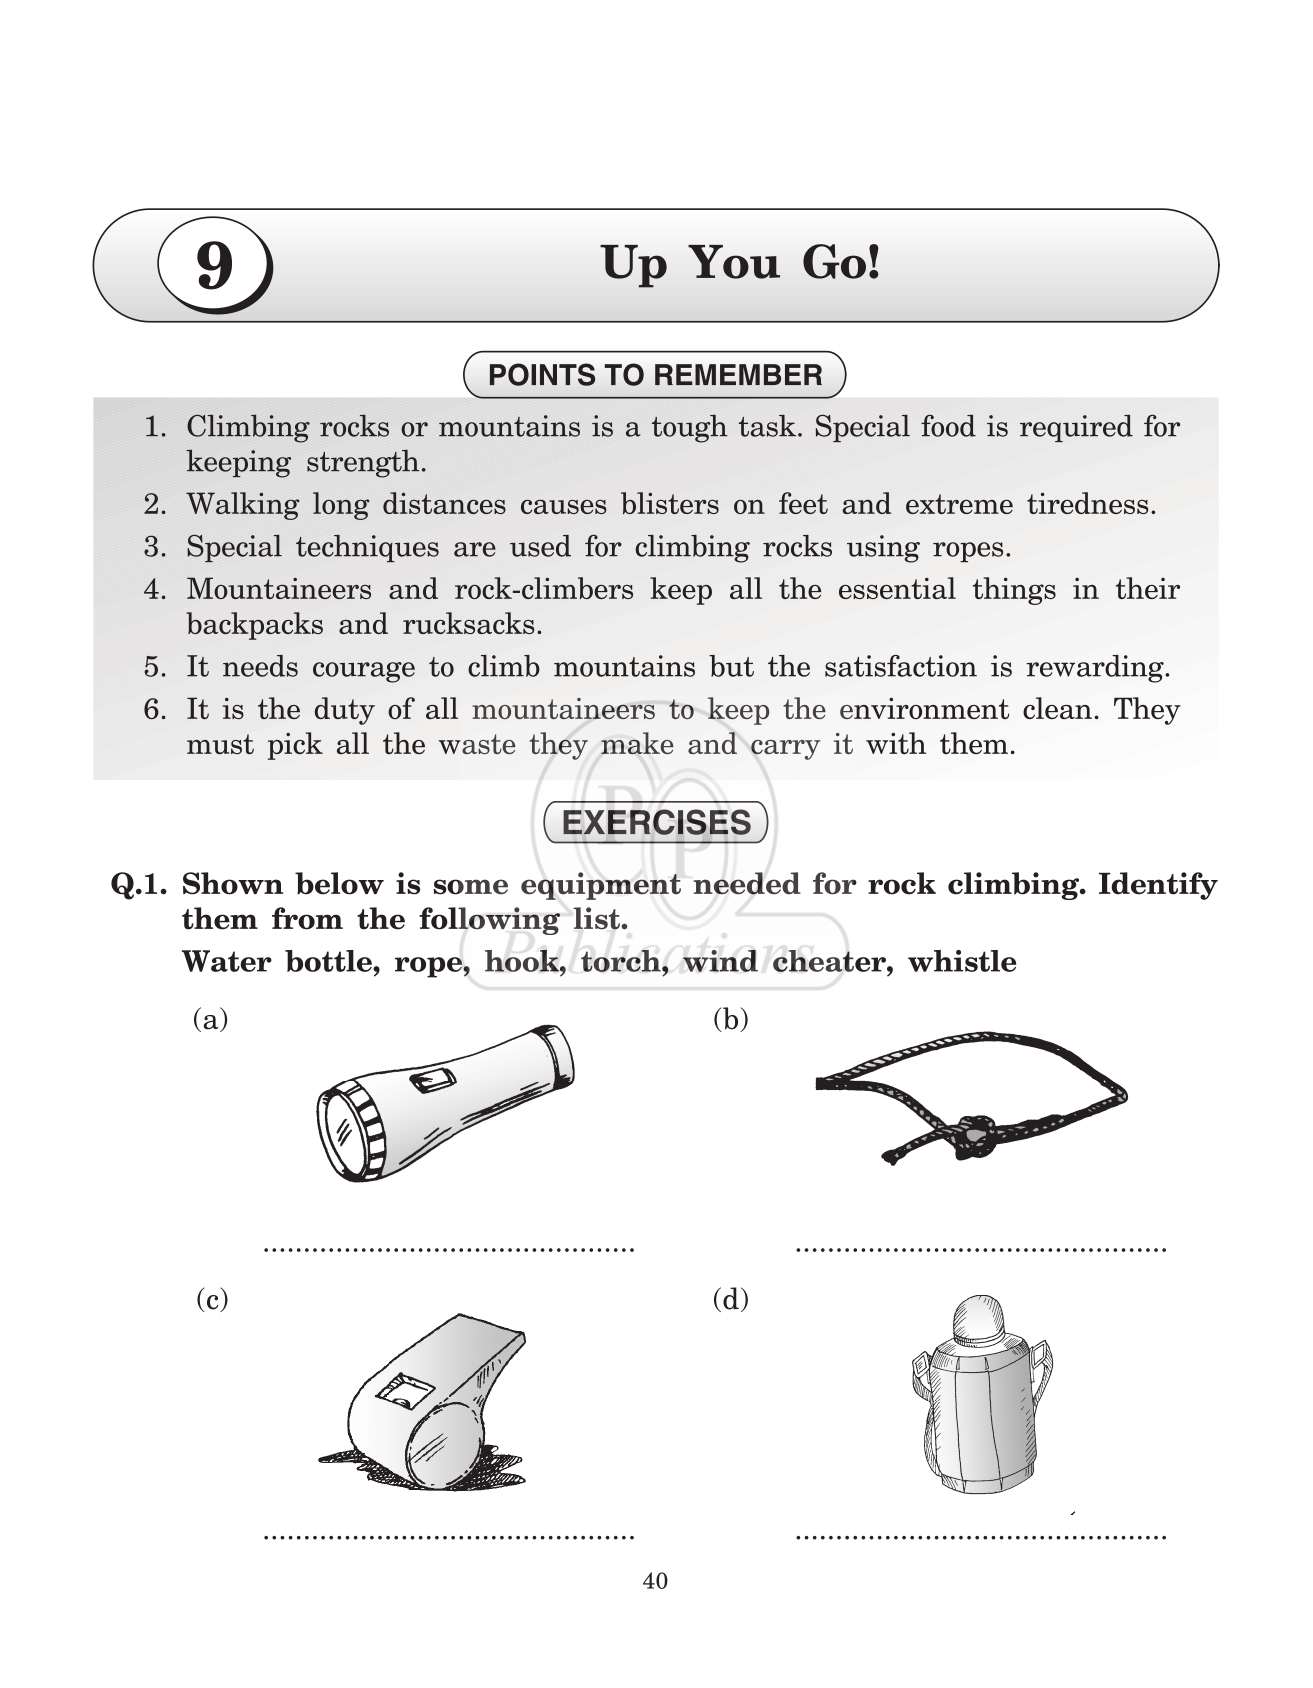 9
Up You Go!
POINTS TO REMEMBER
1. Climbing rocks or mountains is a tough task. Special food is required for
keeping strength.
2. Walking long distances causes blisters on feet and extreme tiredness.
3. Special techniques are used for climbing rocks using ropes.
4. Mountaineers and rock-climbers keep all the essential things in their
backpacks and rucksacks.
5. It needs courage to climb mountains but the satisfaction is rewarding.
6. It is the duty of all mountaineers to keep the environment clean. They
must pick all the waste they make and carry it with them.
PP
EXERCISES
Q.1. Shown below is some equipment needed for rock climbing. Identify
them from the following list.
Publications
Water bottle, rope, hook, torch, wind cheater, whistle
(a) (b)
.............................................. ..............................................
(c) (d)
.............................................. ..............................................
40